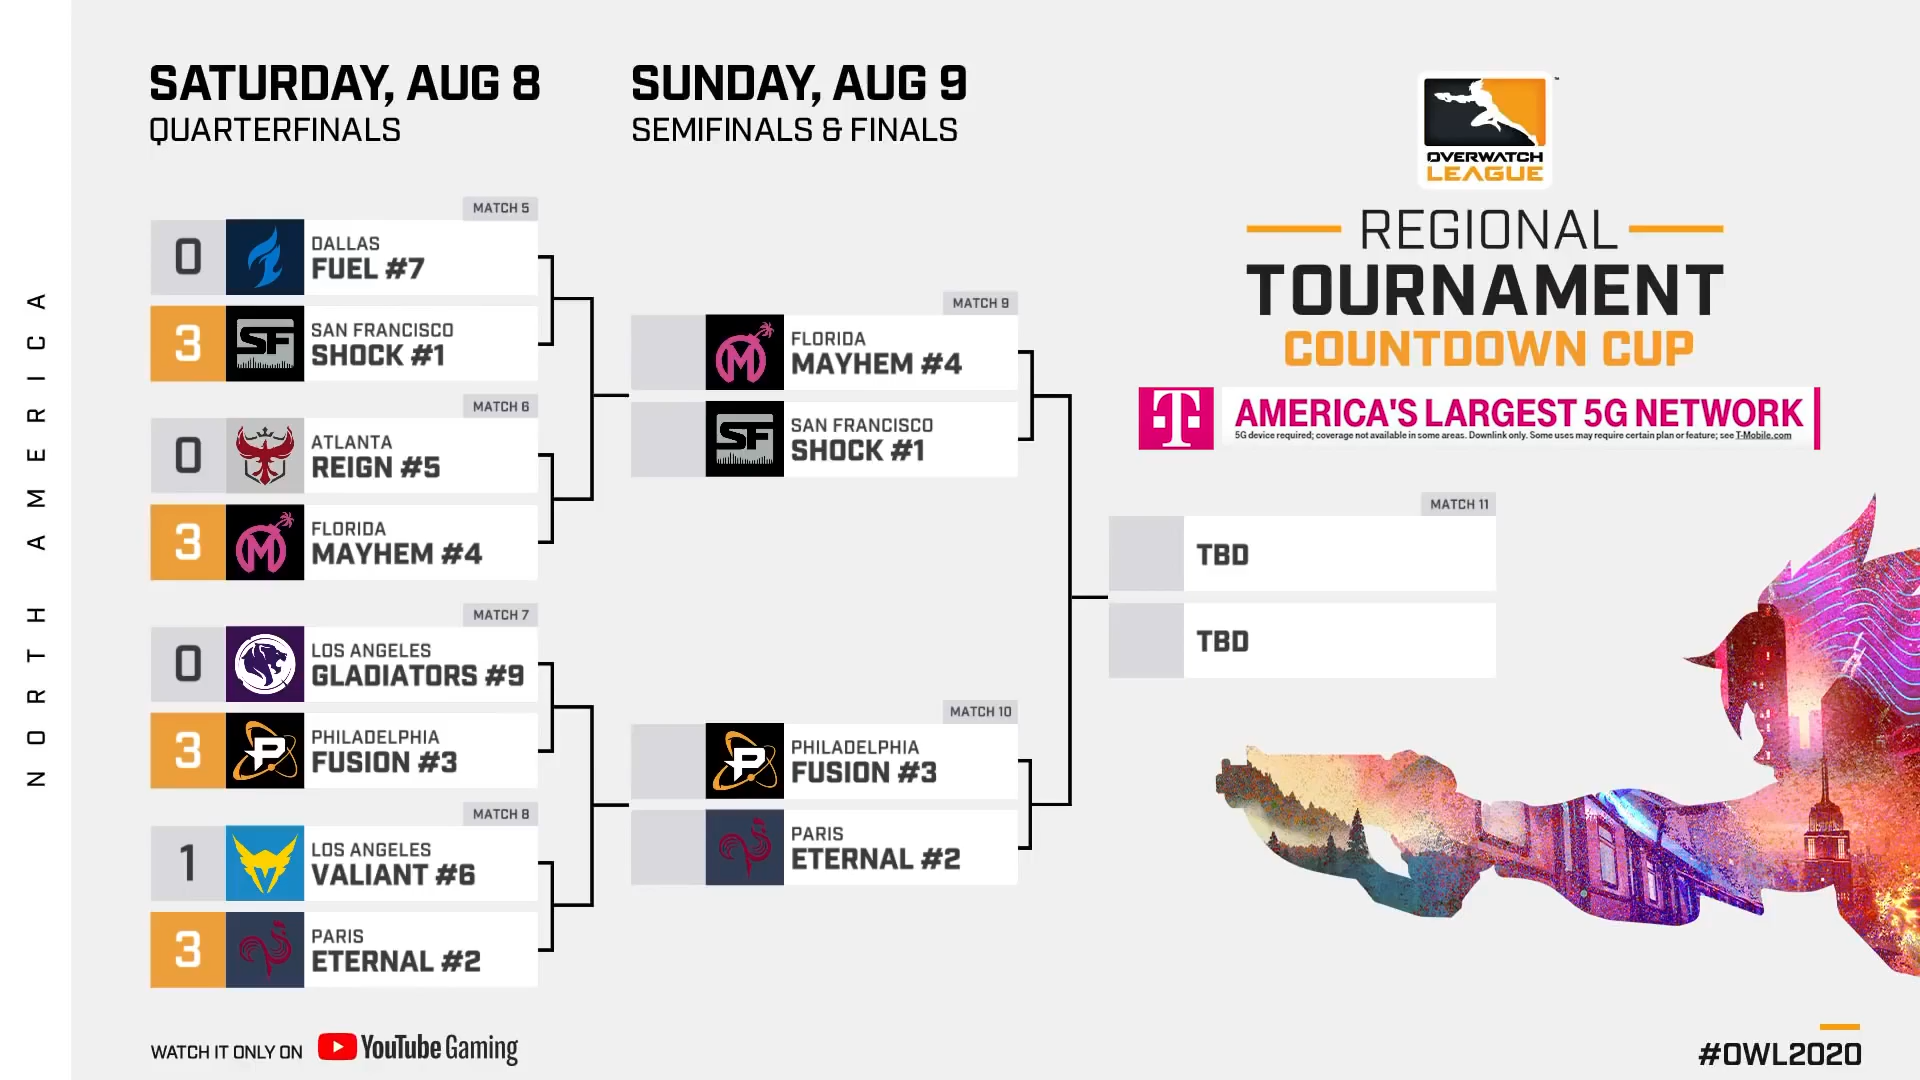 NORTH AMERICA
SATURDAY, AUG 8
QUARTERFINALS
MATCH 5
0 DALLAS
FUEL #7
3 SF SAN FRANCISCO
SHOCK #1
MATCH 6
0 ATLANTA
REIGN #5
3 M FLORIDA
MAYHEM #4
MATCH 7
0 LOS ANGELES
GLADIATORS #9
3 P PHILADELPHIA
FUSION #3
MATCH 8
1 LOS ANGELES
VALIANT #6
3 PARIS
ETERNAL #2
SUNDAY, AUG 9
SEMIFINALS & FINALS
MATCH 9
M FLORIDA
MAYHEM #4
SF SAN FRANCISCO
SHOCK #1
MATCH 10
P PHILADELPHIA
FUSION #3
PARIS
ETERNAL #2
MATCH 11
TBD
TBD
OVERWATCH
LEAGUE
™
REGIONAL
TOURNAMENT
COUNTDOWN CUP
T AMERICA'S LARGEST 5G NETWORK
5G device required; coverage not available in some areas. Downlink only. Some uses may require certain plan or feature; see T-Mobile.com
WATCH IT ONLY ON YouTube Gaming
#OWL2020